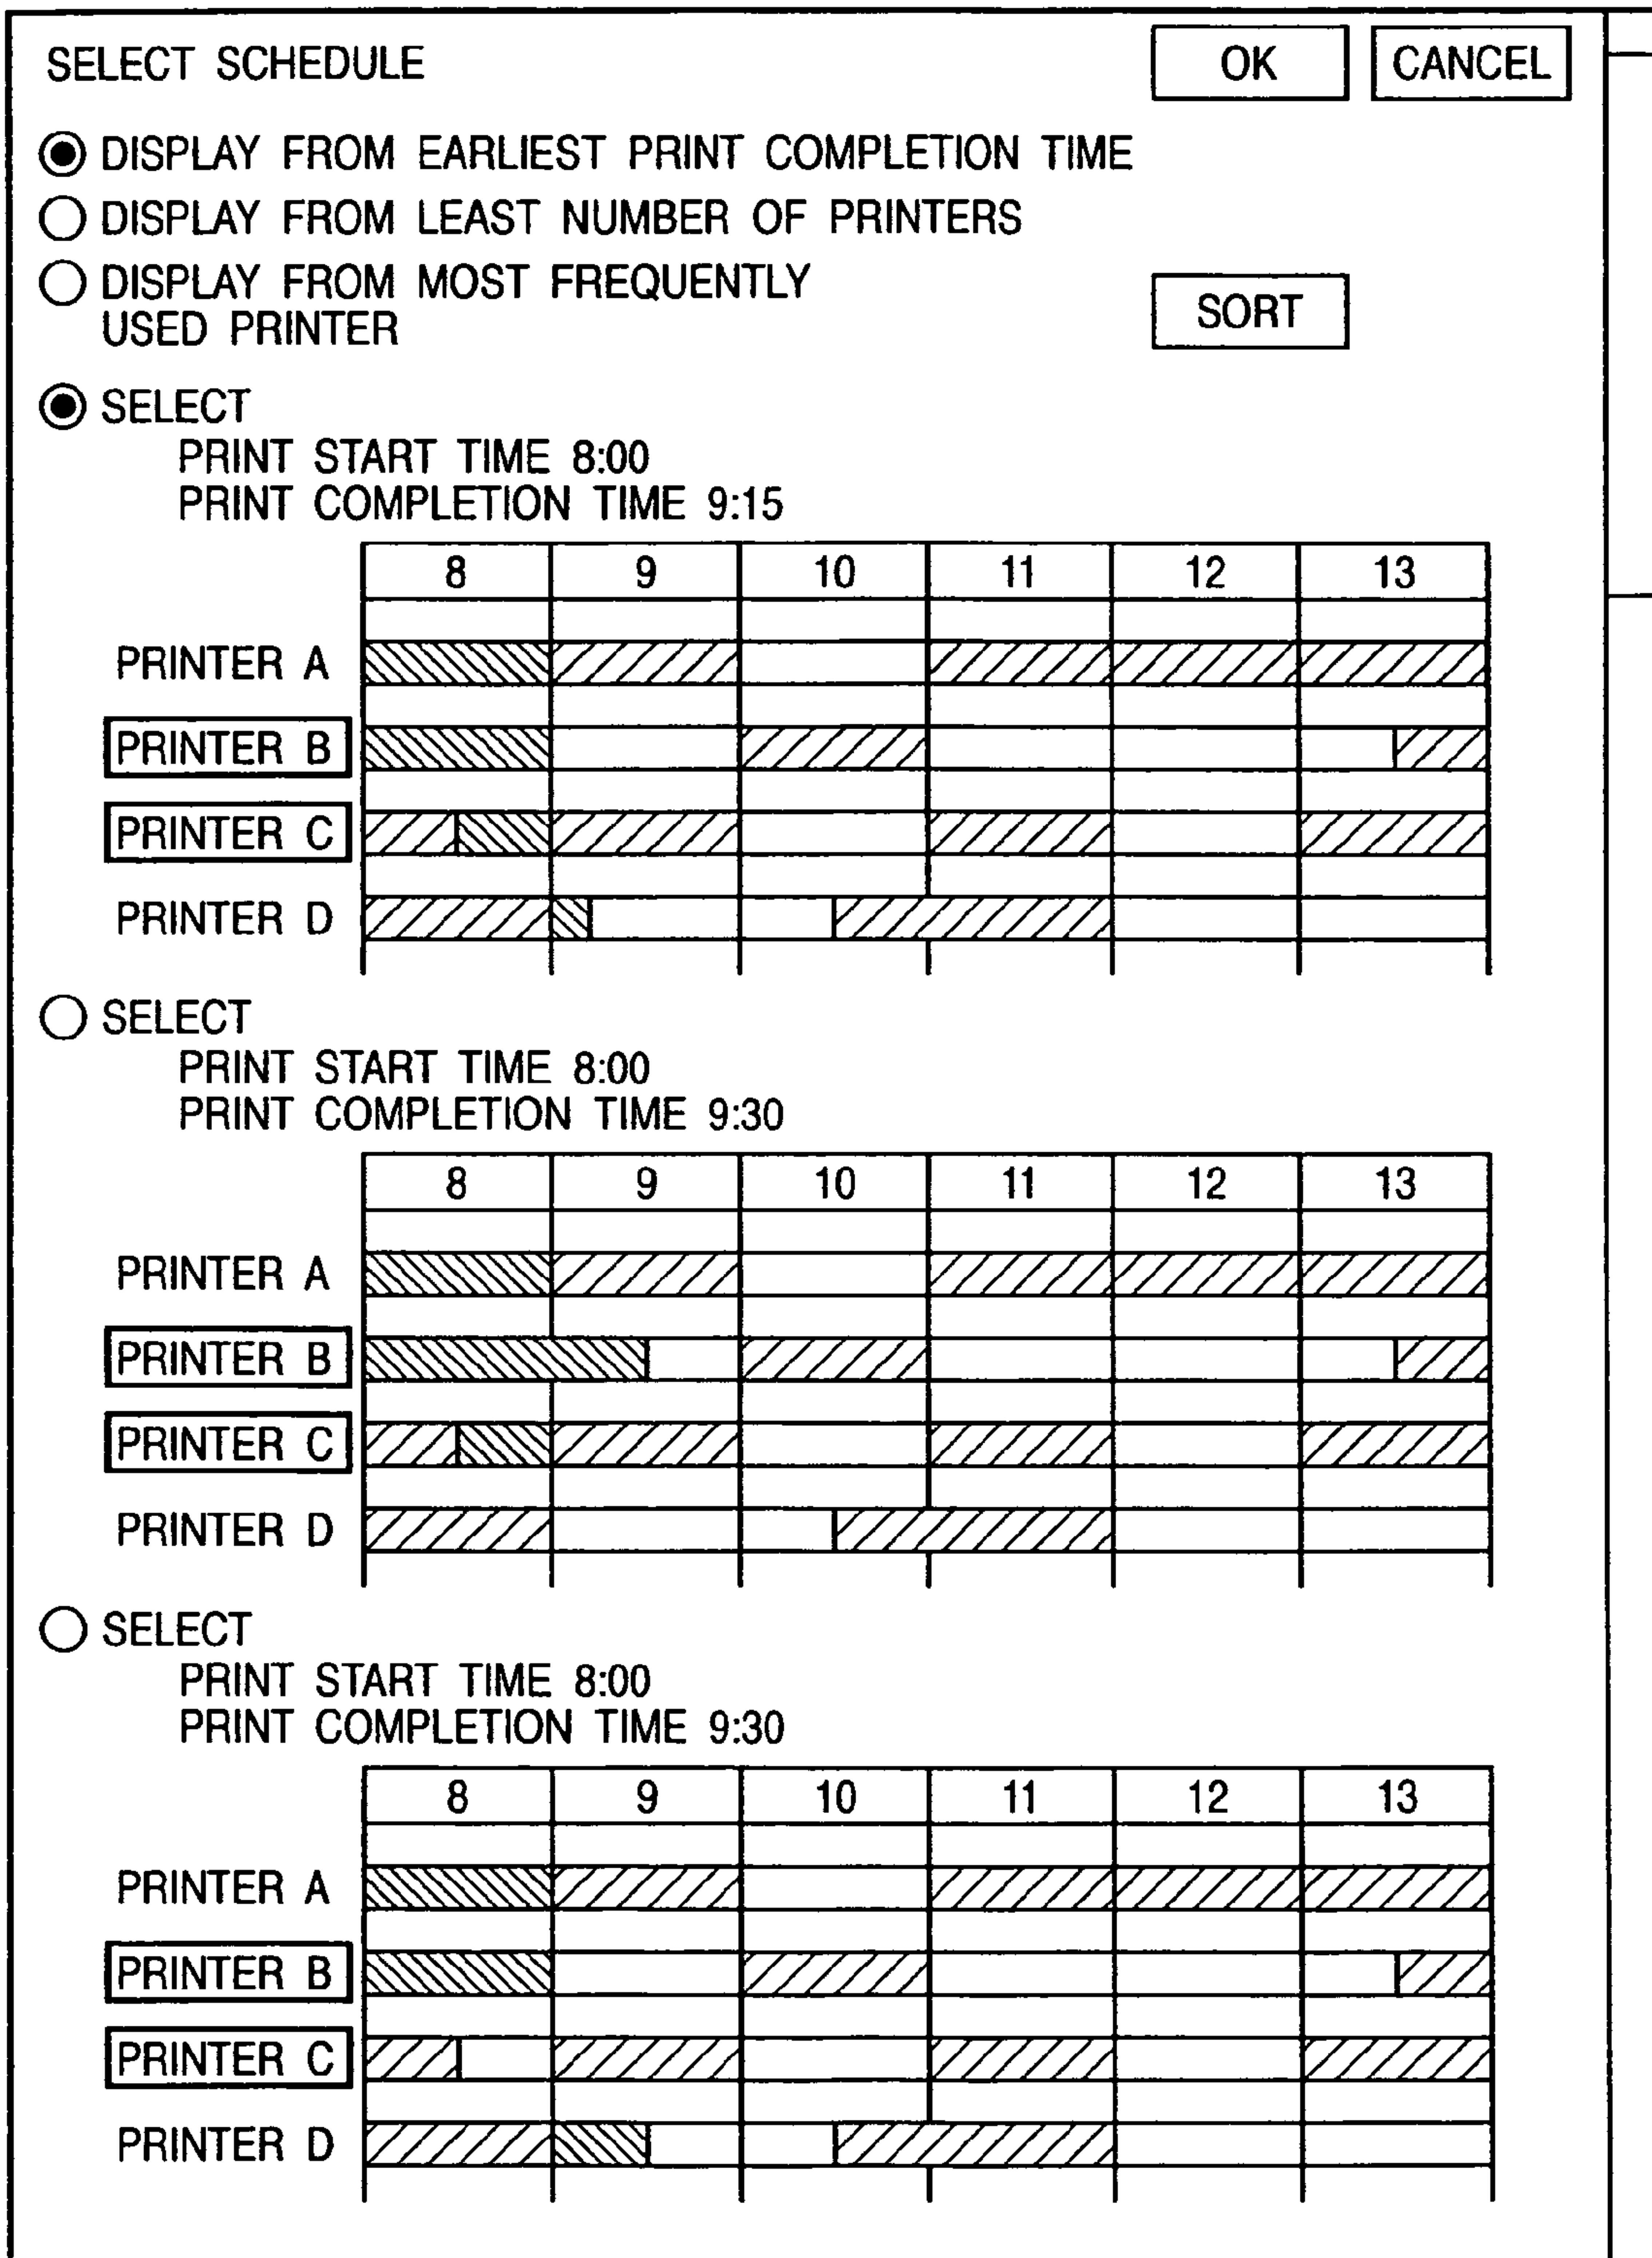 SELECT SCHEDULE
OK
CANCEL
DISPLAY FROM EARLIEST PRINT COMPLETION TIME
DISPLAY FROM LEAST NUMBER OF PRINTERS
DISPLAY FROM MOST FREQUENTLY
USED PRINTER
SORT
SELECT
PRINT START TIME 8:00
PRINT COMPLETION TIME 9:15
8 9 10 11 12 13
PRINTER A
PRINTER B
PRINTER C
PRINTER D
SELECT
PRINT START TIME 8:00
PRINT COMPLETION TIME 9:30
8 9 10 11 12 13
PRINTER A
PRINTER B
PRINTER C
PRINTER D
SELECT
PRINT START TIME 8:00
PRINT COMPLETION TIME 9:30
8 9 10 11 12 13
PRINTER A
PRINTER B
PRINTER C
PRINTER D